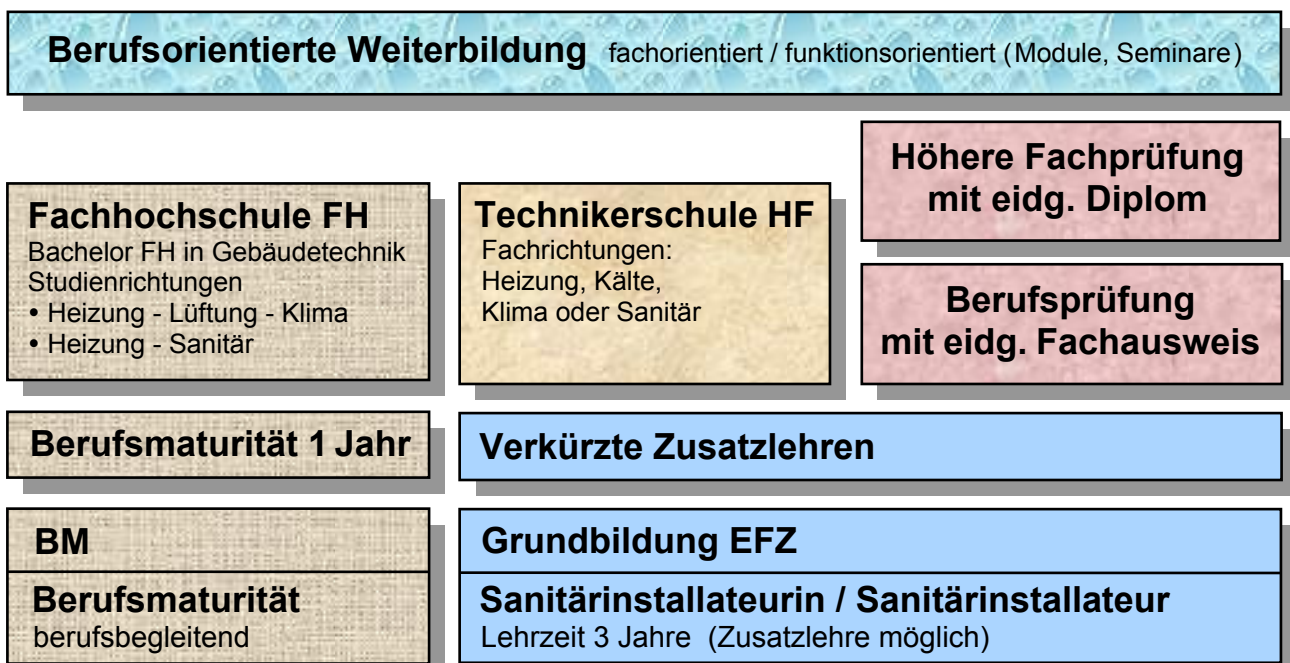 Berufsorientierte Weiterbildung fachorientiert / funktionsorientiert (Module, Seminare)
Fachhochschule FH
Bachelor FH in Gebäudetechnik
Studienrichtungen
• Heizung - Lüftung - Klima
• Heizung - Sanitär
Technikerschule HF
Fachrichtungen:
Heizung, Kälte,
Klima oder Sanitär
Höhere Fachprüfung
mit eidg. Diplom
Berufsprüfung
mit eidg. Fachausweis
Berufsmaturität 1 Jahr
Verkürzte Zusatzlehren
BM
Berufsmaturität
berufsbegleitend
Grundbildung EFZ
Sanitärinstallateurin / Sanitärinstallateur
Lehrzeit 3 Jahre (Zusatzlehre möglich)